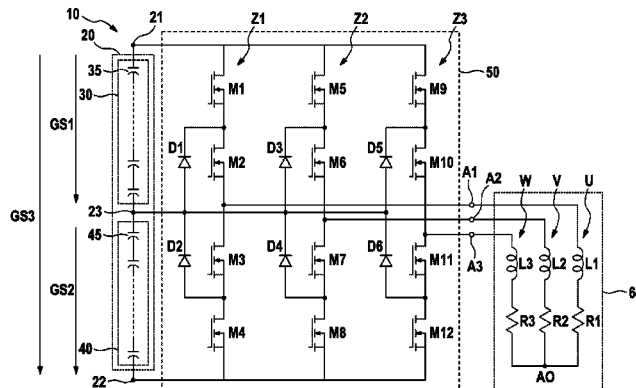 10 21 Z1 Z2 Z3
20
35 50
30 M1 M5 M9
GS1
D1 D3 D5
M2 M6 M10
A1 A2
GS3 23 W V U
45
D2 D4 D6 A3
M3 M7 M11 L3 L2 L1
GS2 6
M4 M8 M12 R3 R2 R1
40 AO
22